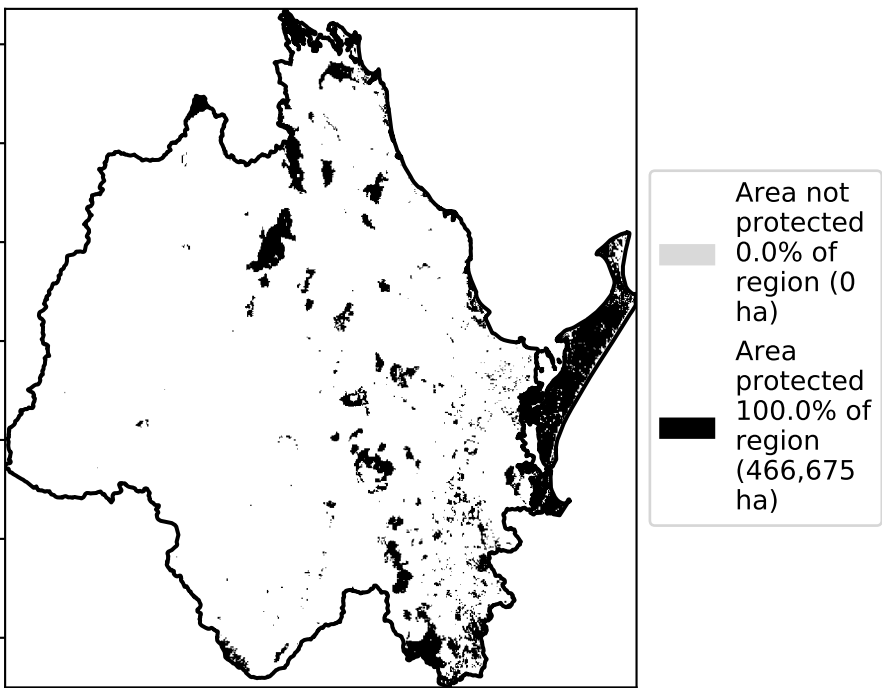 Area not
protected
0.0% of
region (0
ha)
Area
protected
100.0% of
region
(466,675
ha)